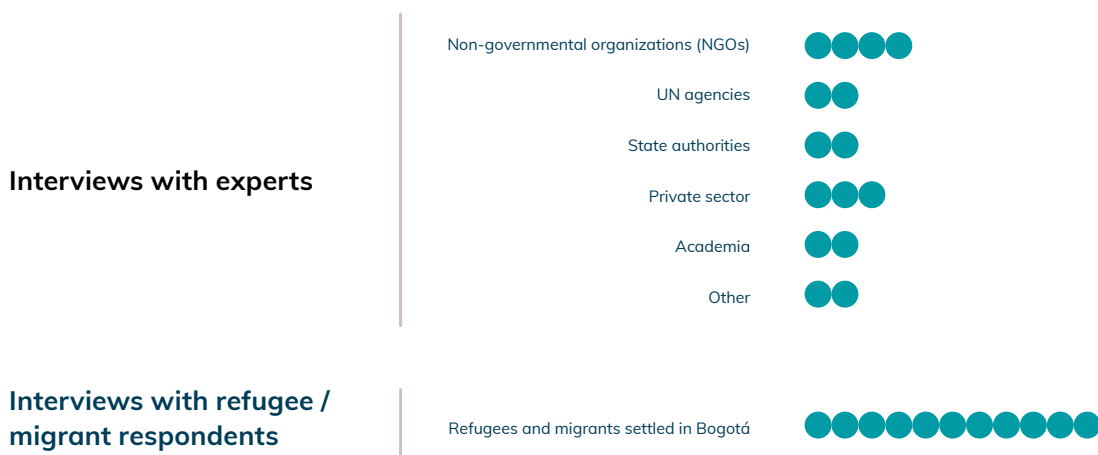 Non-governmental organizations (NGOs)
UN agencies
State authorities
Interviews with experts
Private sector
Academia
Other
Interviews with refugee /
migrant respondents
Refugees and migrants settled in Bogotá